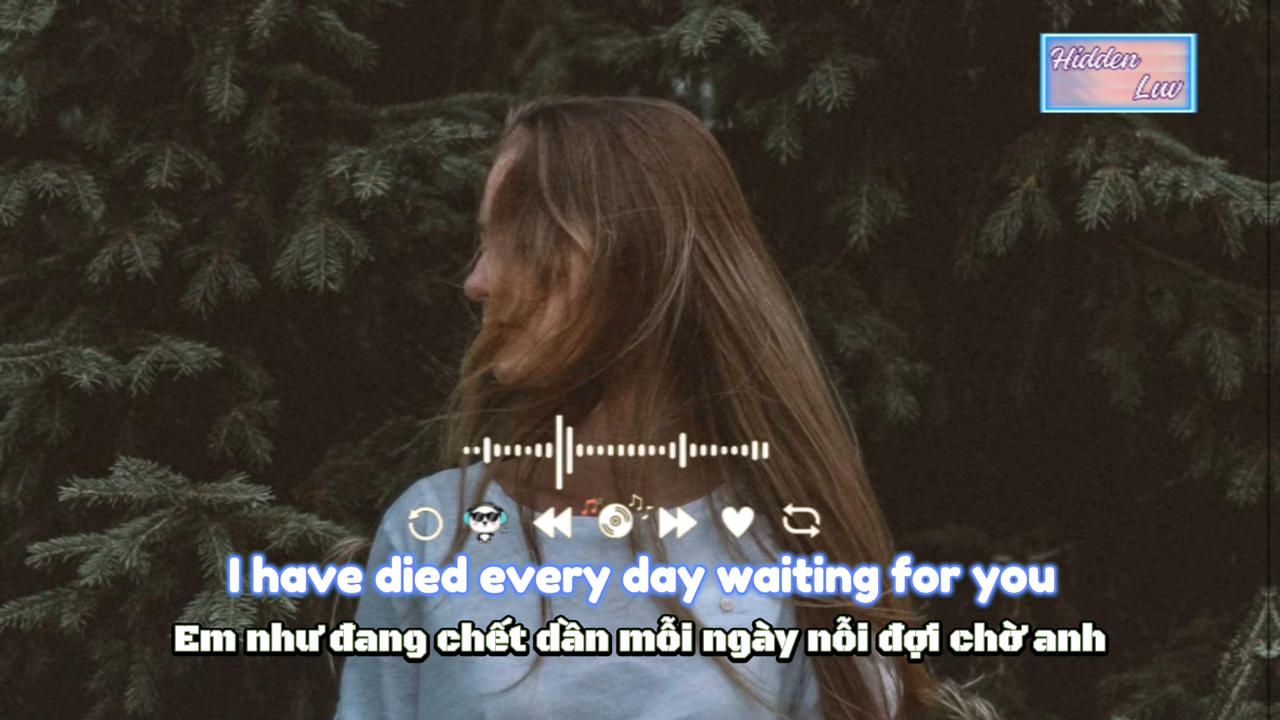 Hidden
Luv
I have died every day waiting for you
Em như đang chết dần mỗi ngày nỗi đợi chờ anh